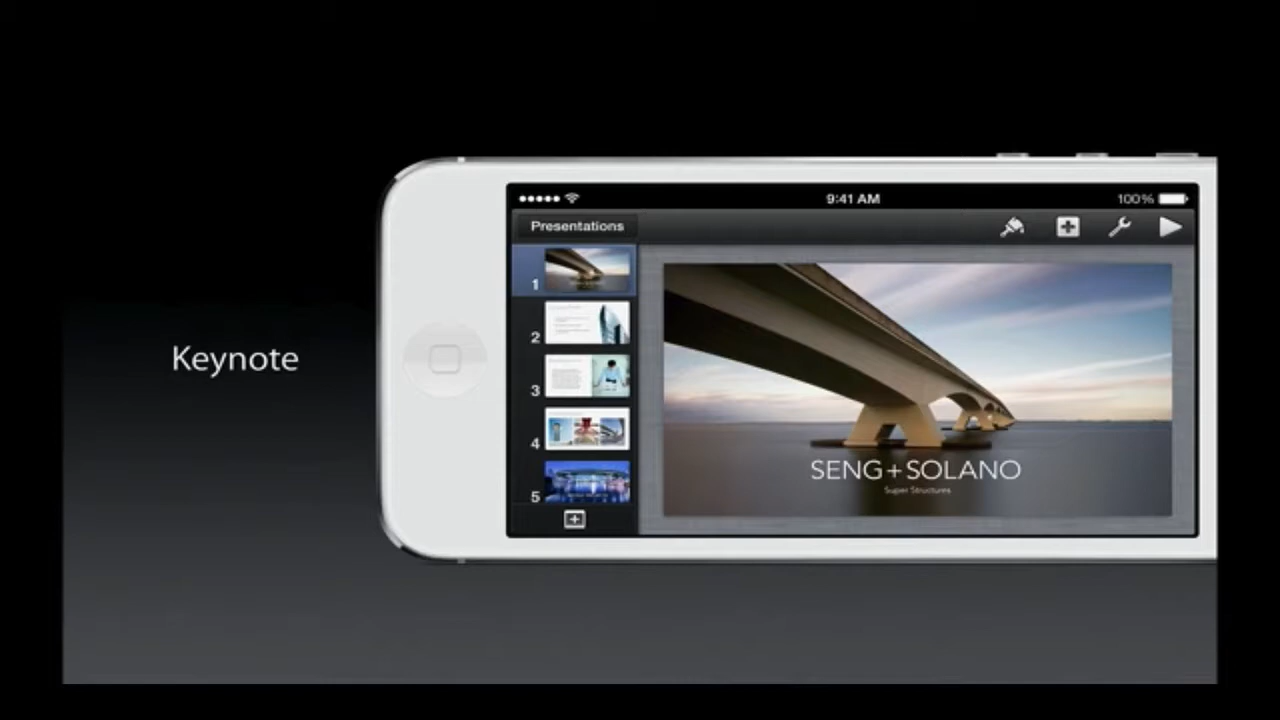 Keynote
9:41 AM
100%
Presentations
1
2
3
4
5
SENG+SOLANO
Super Structures